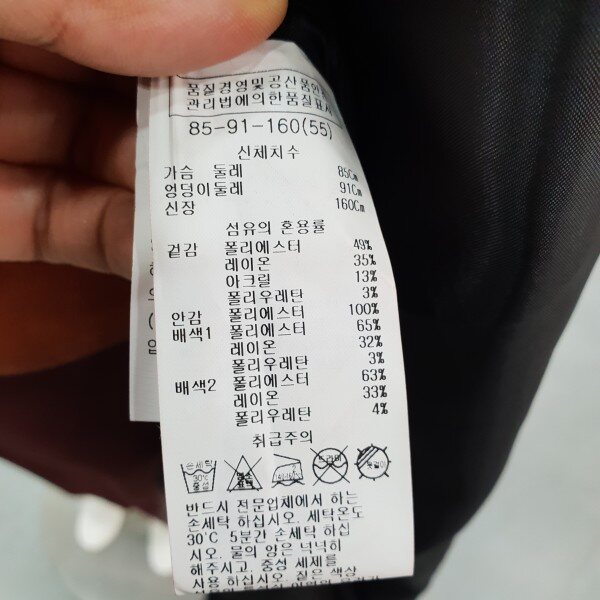 품질경영및공산품안전
관리법에의한품질표시
85-91-160(55)
신체치수
가슴 둘레 85Cm
엉덩이둘레 91Cm
신장 160Cm
섬유의 혼용률
겉감 폴리에스터 49%
레이온 35%
아크릴 13%
폴리우레탄 3%
안감 폴리에스터 100%
배색1 폴리에스터 65%
레이온 32%
폴리우레탄 3%
배색2 폴리에스터 63%
레이온 33%
폴리우레탄 4%
취급주의
손세탁 30℃ 중성
드라이
반드시 전문업체에서 하는
손세탁 하십시오. 세탁온도
30℃ 5분간 손세탁 하십
시오. 물의 양은 넉넉히
해주시고, 중성 세제를
사용 하십시오. 짙은 색상